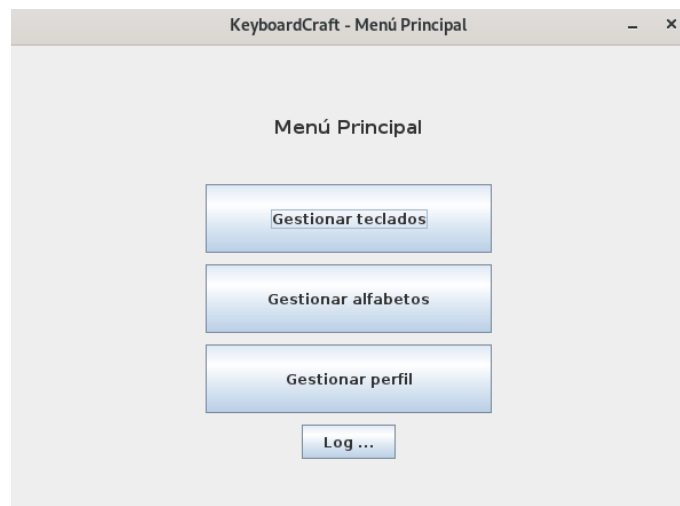 KeyboardCraft - Menú Principal
Menú Principal
Gestionar teclados
Gestionar alfabetos
Gestionar perfil
Log ...